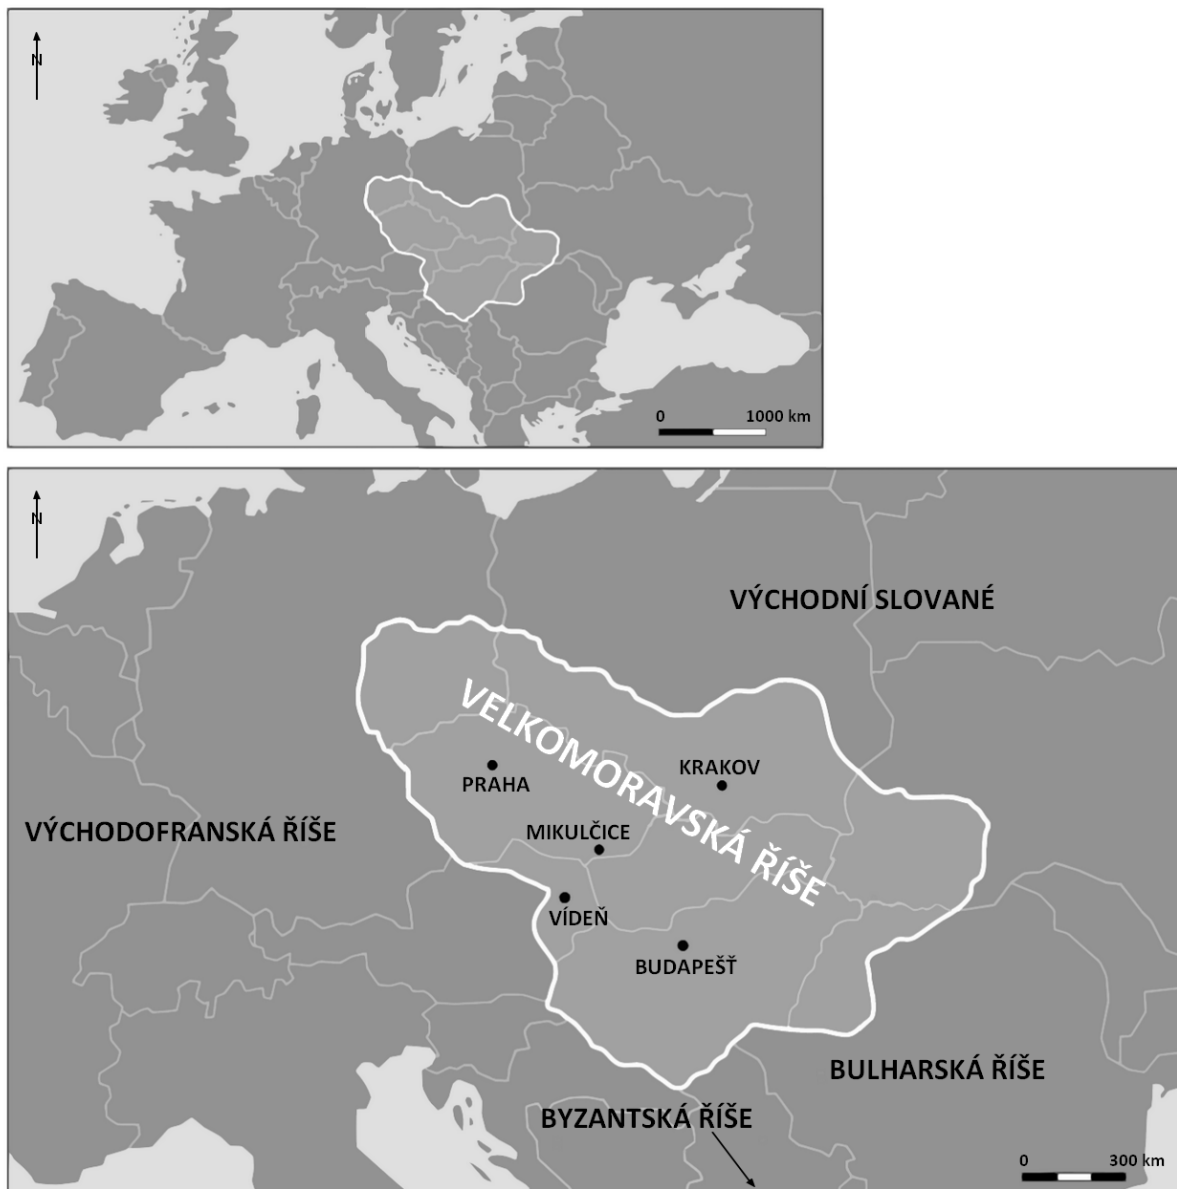 N
0 1000 km
N
VÝCHODNÍ SLOVANÉ
VELKOMORAVSKÁ ŘÍŠE
KRAKOV
PRAHA
MIKULČICE
VÝCHODOFRANSKÁ ŘÍŠE
VÍDEŇ
BUDAPEŠŤ
BULHARSKÁ ŘÍŠE
BYZANTSKÁ ŘÍŠE
0 300 km